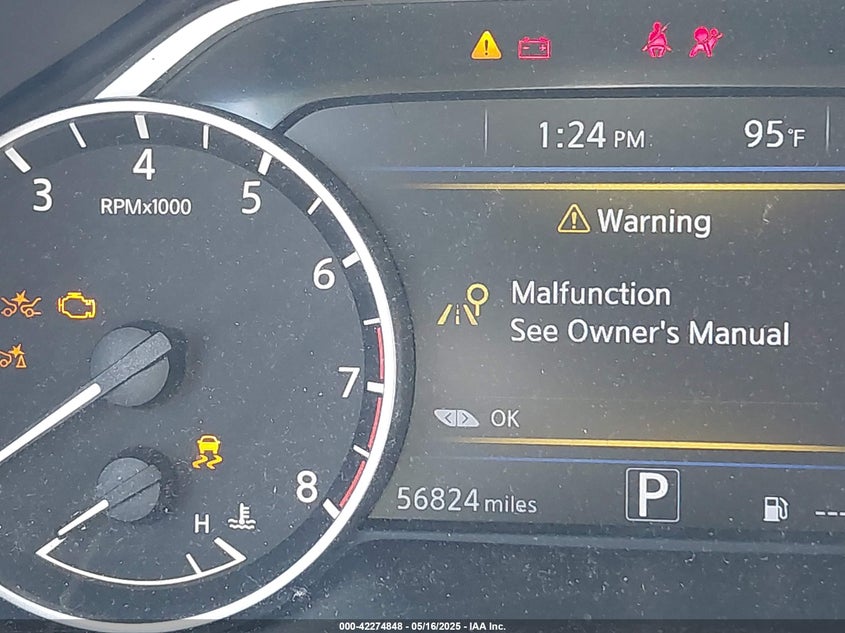 1:24 PM 95°F
3 4 5 6 7 8
RPMx1000
Warning
Malfunction
See Owner's Manual
OK
56824 miles P ---
H
000-42274848 - 05/16/2025 - IAA Inc.